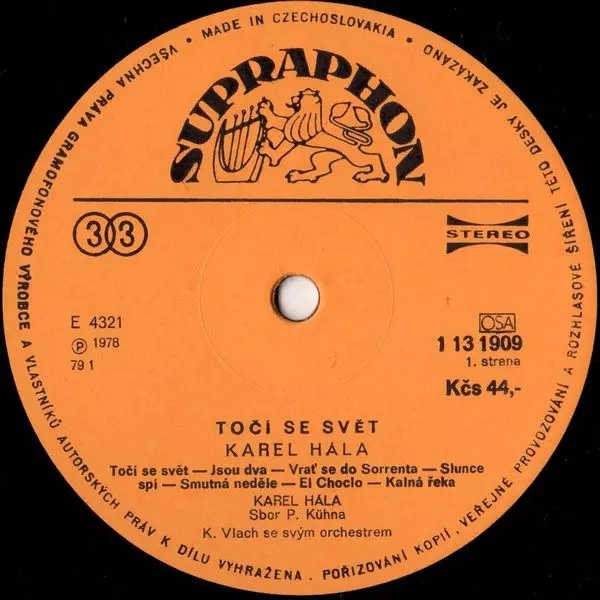 VŠECHNA PRÁVA GRAMOFONOVÉHO VÝROBCE A VLASTNÍKŮ AUTORSKÝCH PRÁV K DÍLU VYHRAŽENA . POŘIZOVÁNÍ KOPIÍ , VEŘEJNÉ PROVOZOVÁNÍ A ROZHLASOVÉ ŠÍŘENÍ TÉTO DESKY JE ZAKÁZÁNO
• MADE IN CZECHOSLOVAKIA •
SUPRAPHON
33
STEREO
E 4321
℗ 1978
79 1
OSA
1 13 1909
1. strana
Kčs 44,-
TOČÍ SE SVĚT
KAREL HÁLA
Točí se svět — Jsou dva — Vrať se do Sorrenta — Slunce
spí — Smutná neděle — El Choclo — Kalná řeka
KAREL HÁLA
Sbor P. Kühna
K. Vlach se svým orchestrem